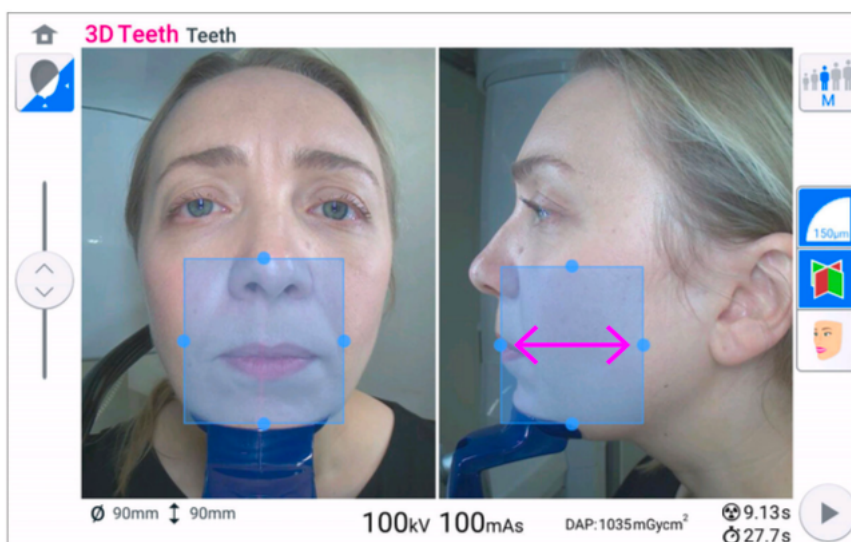 3D Teeth Teeth
M
150µm
Ø 90mm ↕ 90mm
100kV 100mAs
DAP:1035mGycm²
9.13s
27.7s